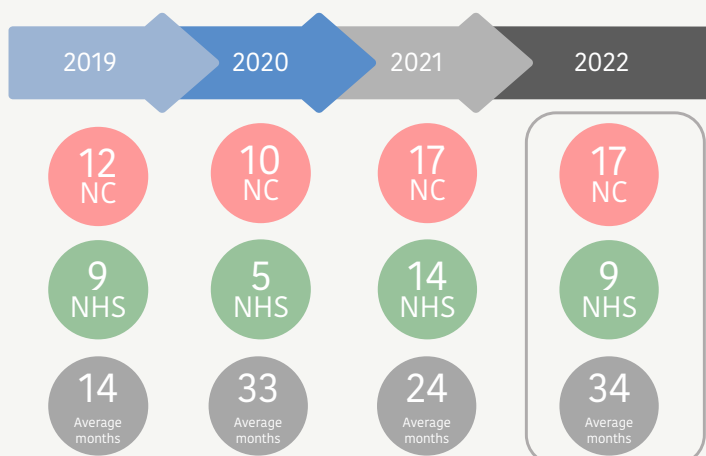 2019 2020 2021 2022
12 10 17 17
NC NC NC NC
9 5 14 9
NHS NHS NHS NHS
14 33 24 34
Average Average Average Average
months months months months